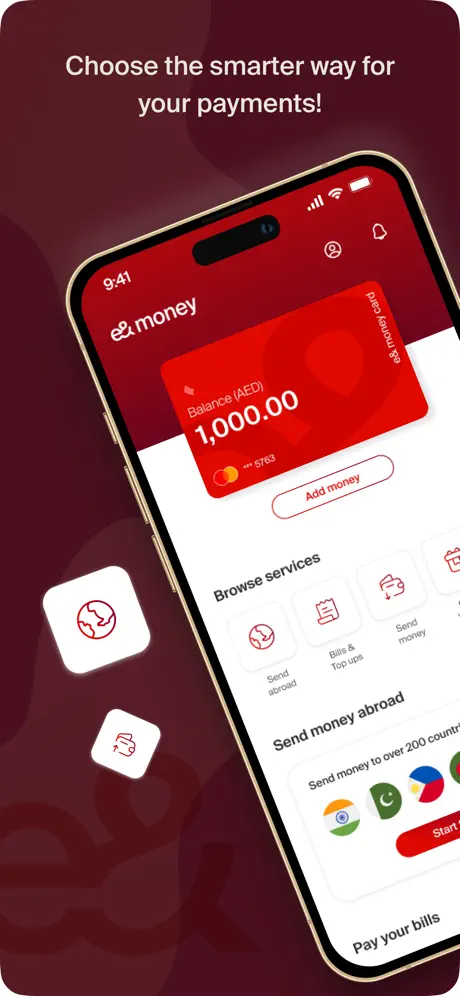 Choose the smarter way for
your payments!
9:41
e& money
e& money card
Balance (AED)
1,000.00
*** 5763
Add money
Browse services
Send
abroad
Bills &
Top ups
Send
money
Send money abroad
Send money to over 200 countri
Start
Pay your bills
e&